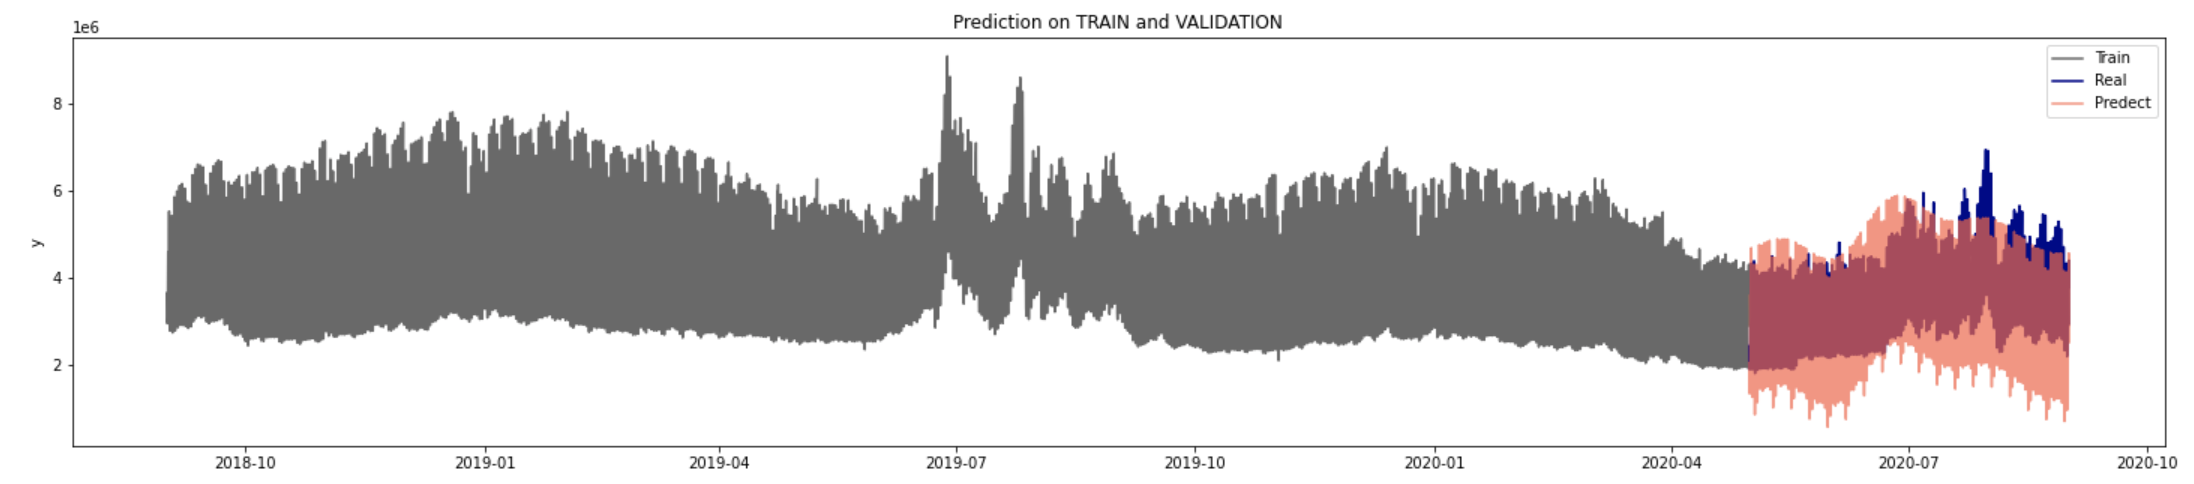 Prediction on TRAIN and VALIDATION
1e6
Train
Real
Predect
8
6
4
2
y
2018-10
2019-01
2019-04
2019-07
2019-10
2020-01
2020-04
2020-07
2020-10